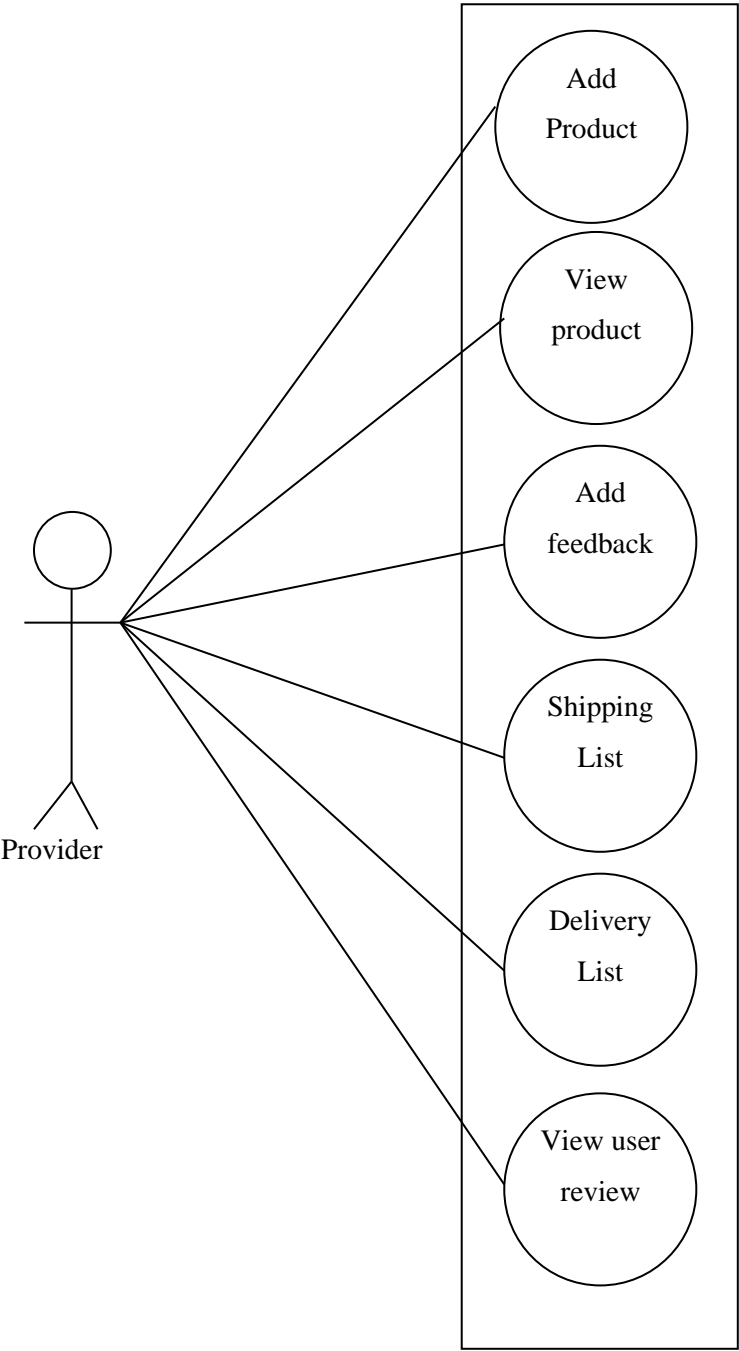 Add
Product
View
product
Add
feedback
Shipping
List
Provider
Delivery
List
View user
review